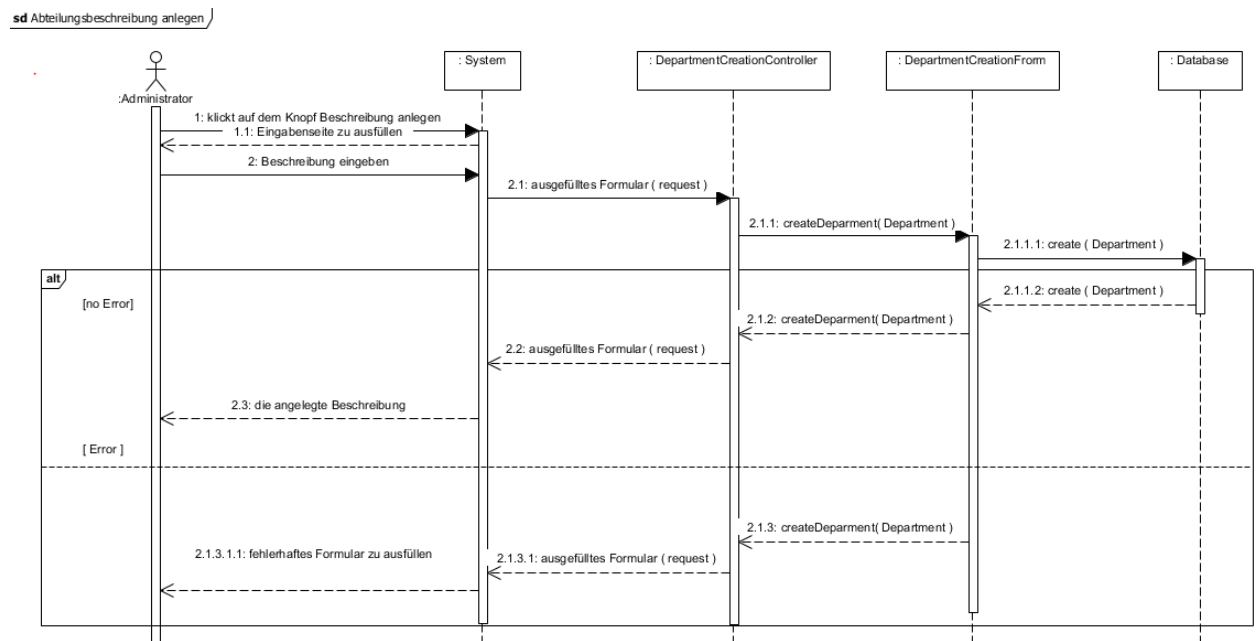 sd Abteilungsbeschreibung anlegen
:Administrator
: System
: DepartmentCreationController
: DepartmentCreationFrorm
: Database
1: klickt auf dem Knopf Beschreibung anlegen
1.1: Eingabenseite zu ausfüllen
2: Beschreibung eingeben
2.1: ausgefülltes Formular ( request )
2.1.1: createDeparment( Department )
2.1.1.1: create ( Department )
alt
[no Error]
2.1.1.2: create ( Department )
2.1.2: createDeparment( Department )
2.2: ausgefülltes Formular ( request )
2.3: die angelegte Beschreibung
[ Error ]
2.1.3: createDeparment( Department )
2.1.3.1: ausgefülltes Formular ( request )
2.1.3.1.1: fehlerhaftes Formular zu ausfüllen